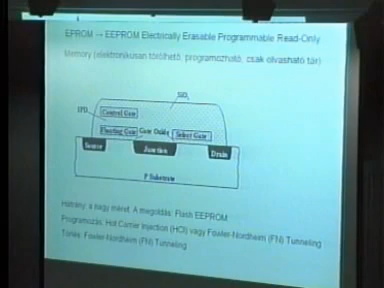 EPROM → EEPROM Electrically Erasable Programmable Read-Only
Memory (elektronikusan törölhető, programozható, csak olvasható tár)
SiO₂
IPD
Control Gate
Floating Gate
Gate Oxide
Select Gate
Source
Junction
Drain
P Substrate
Hátrány: a nagy méret. A megoldás: Flash EEPROM
Programozás: Hot Carrier Injection (HCI) vagy Fowler-Nordheim (FN) Tunneling
Törlés: Fowler-Nordheim (FN) Tunneling